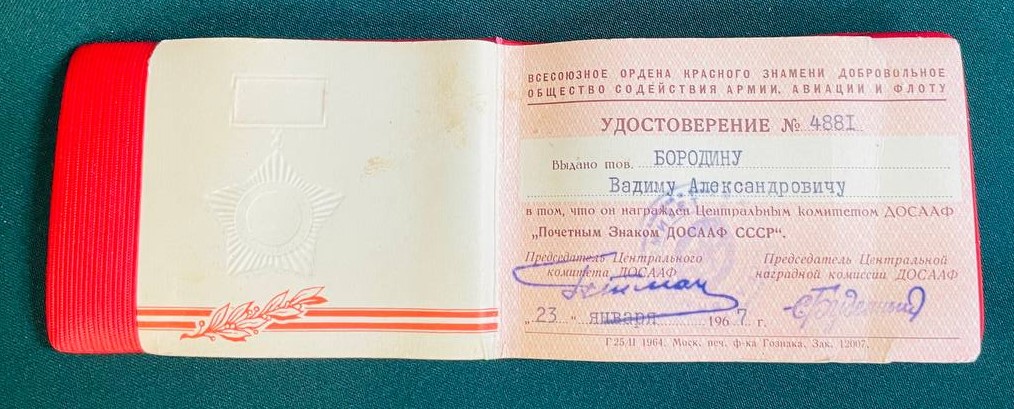 ВСЕСОЮЗНОЕ ОРДЕНА КРАСНОГО ЗНАМЕНИ ДОБРОВОЛЬНОЕ
ОБЩЕСТВО СОДЕЙСТВИЯ АРМИИ, АВИАЦИИ И ФЛОТУ
УДОСТОВЕРЕНИЕ № 488I
Выдано тов. БОРОДИНУ
Вадиму Александровичу
в том, что он награжден Центральным комитетом ДОСААФ
„Почетным Знаком ДОСААФ СССР“.
Председатель Центрального
комитета ДОСААФ
Председатель Центральной
наградной комиссии ДОСААФ
„23 " января 1967 г.
Г 25/II 1964. Моск. печ. ф-ка Гознака. Зак. 12007.